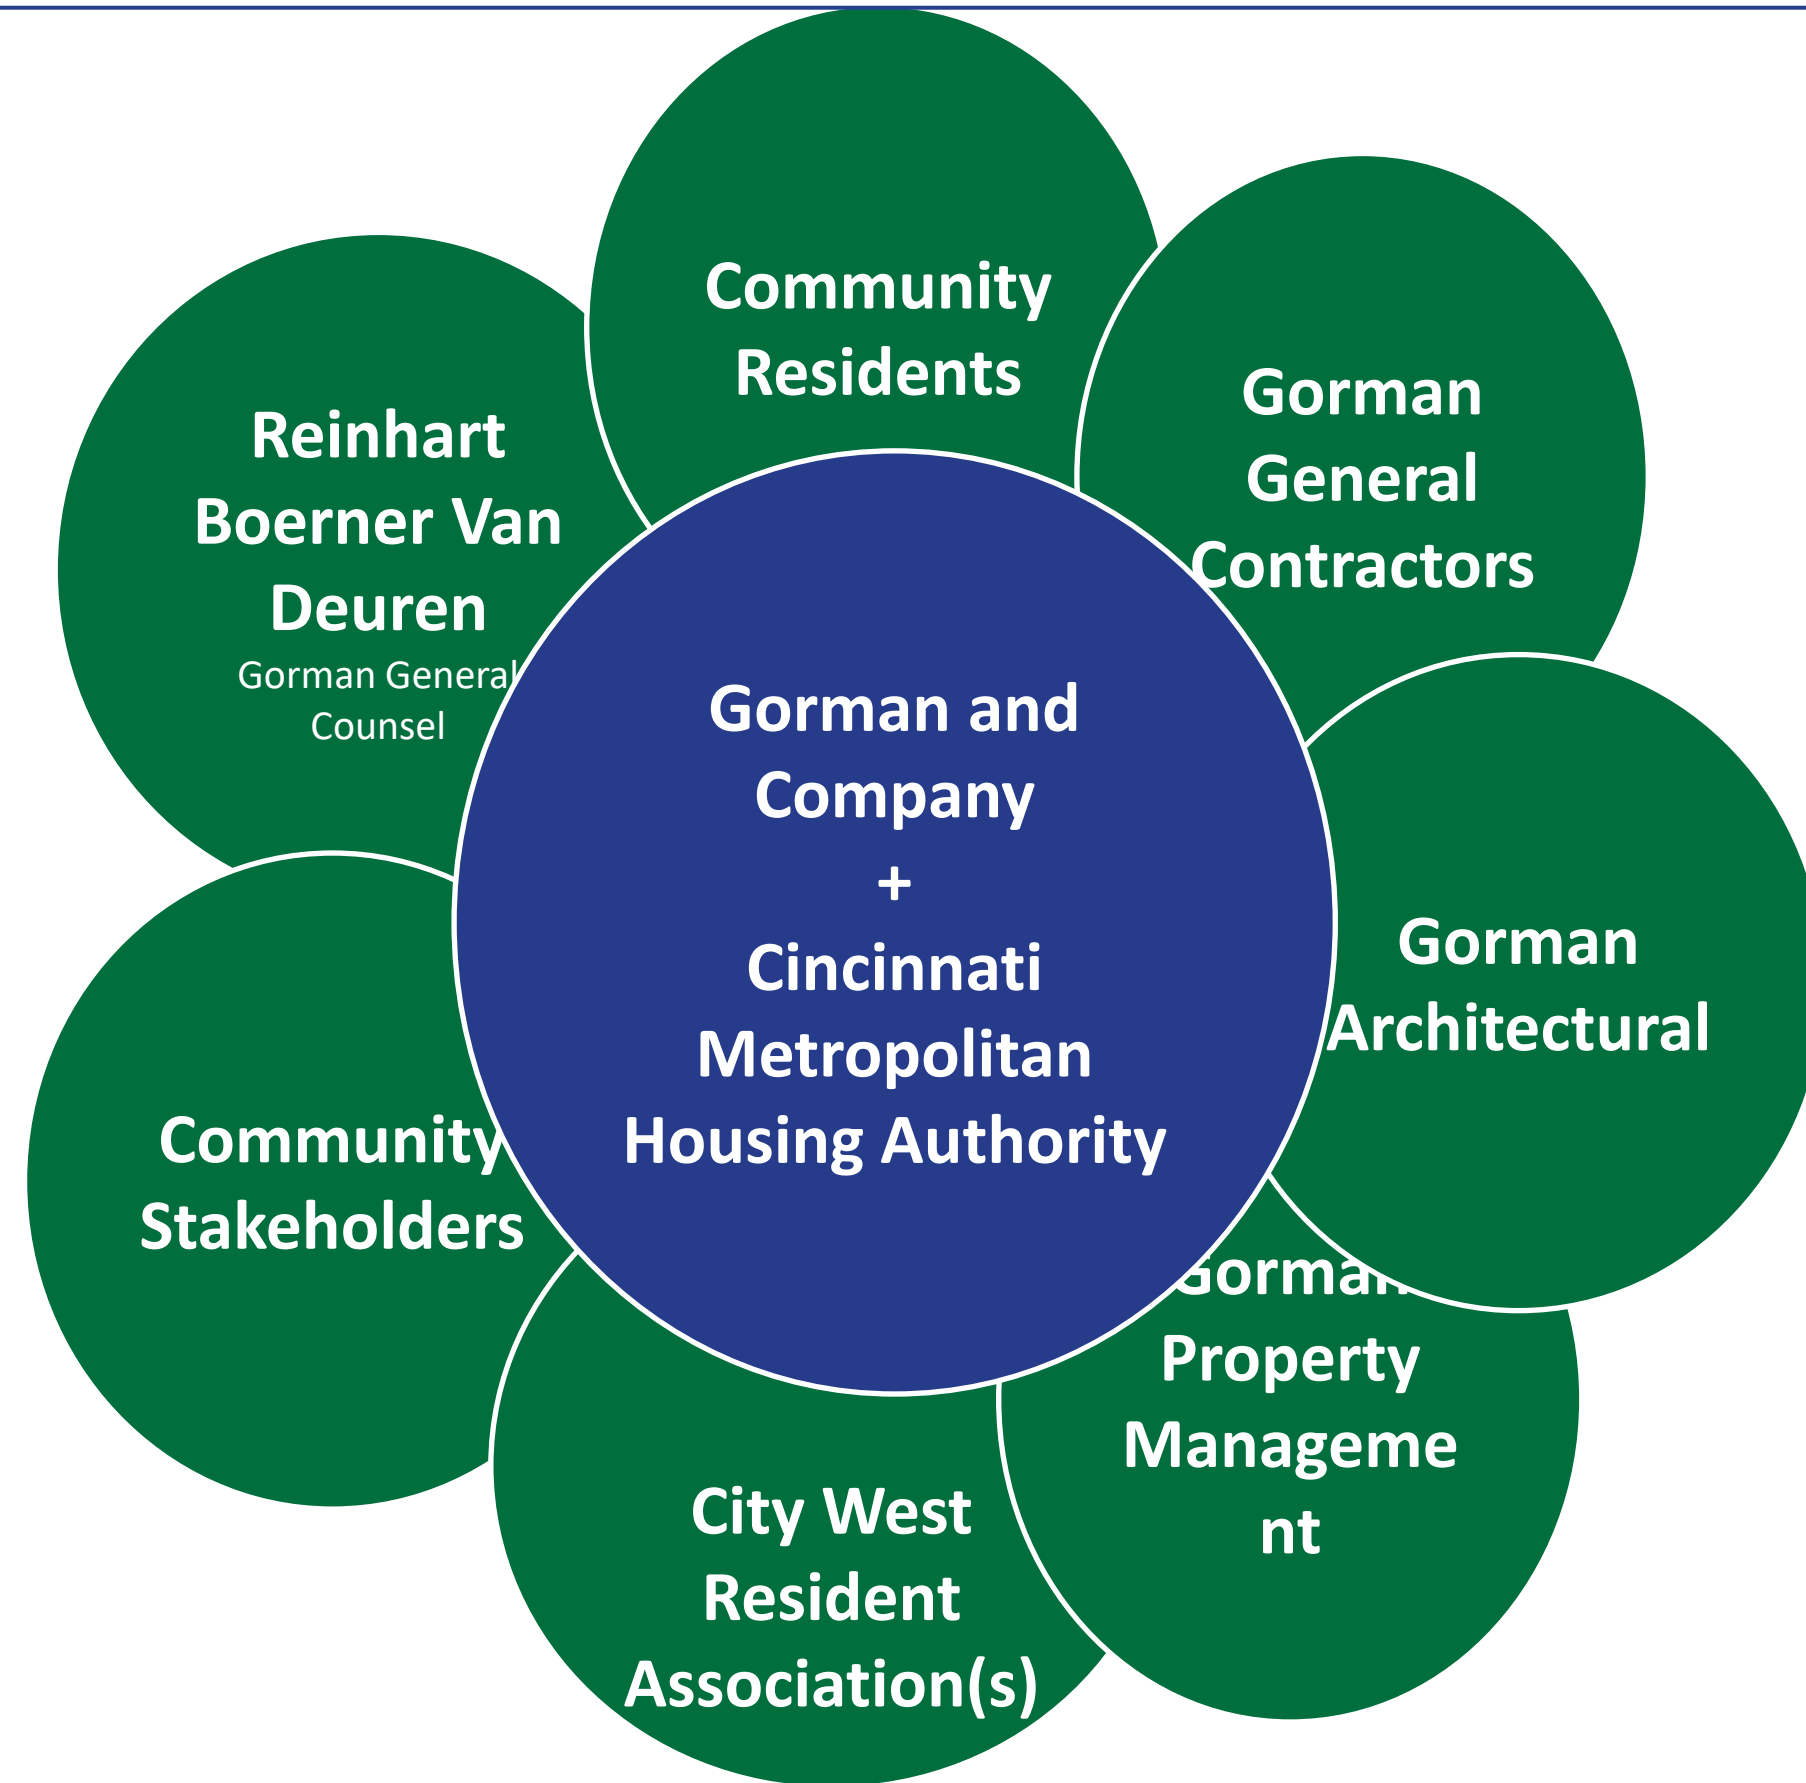 Community
Residents
Gorman
General
Contractors
Reinhart
Boerner Van
Deuren
Gorman General
Counsel
Gorman and
Company
+
Cincinnati
Metropolitan
Housing Authority
Gorman
Architectural
Community
Stakeholders
Gorman
Property
Manageme
nt
City West
Resident
Association(s)